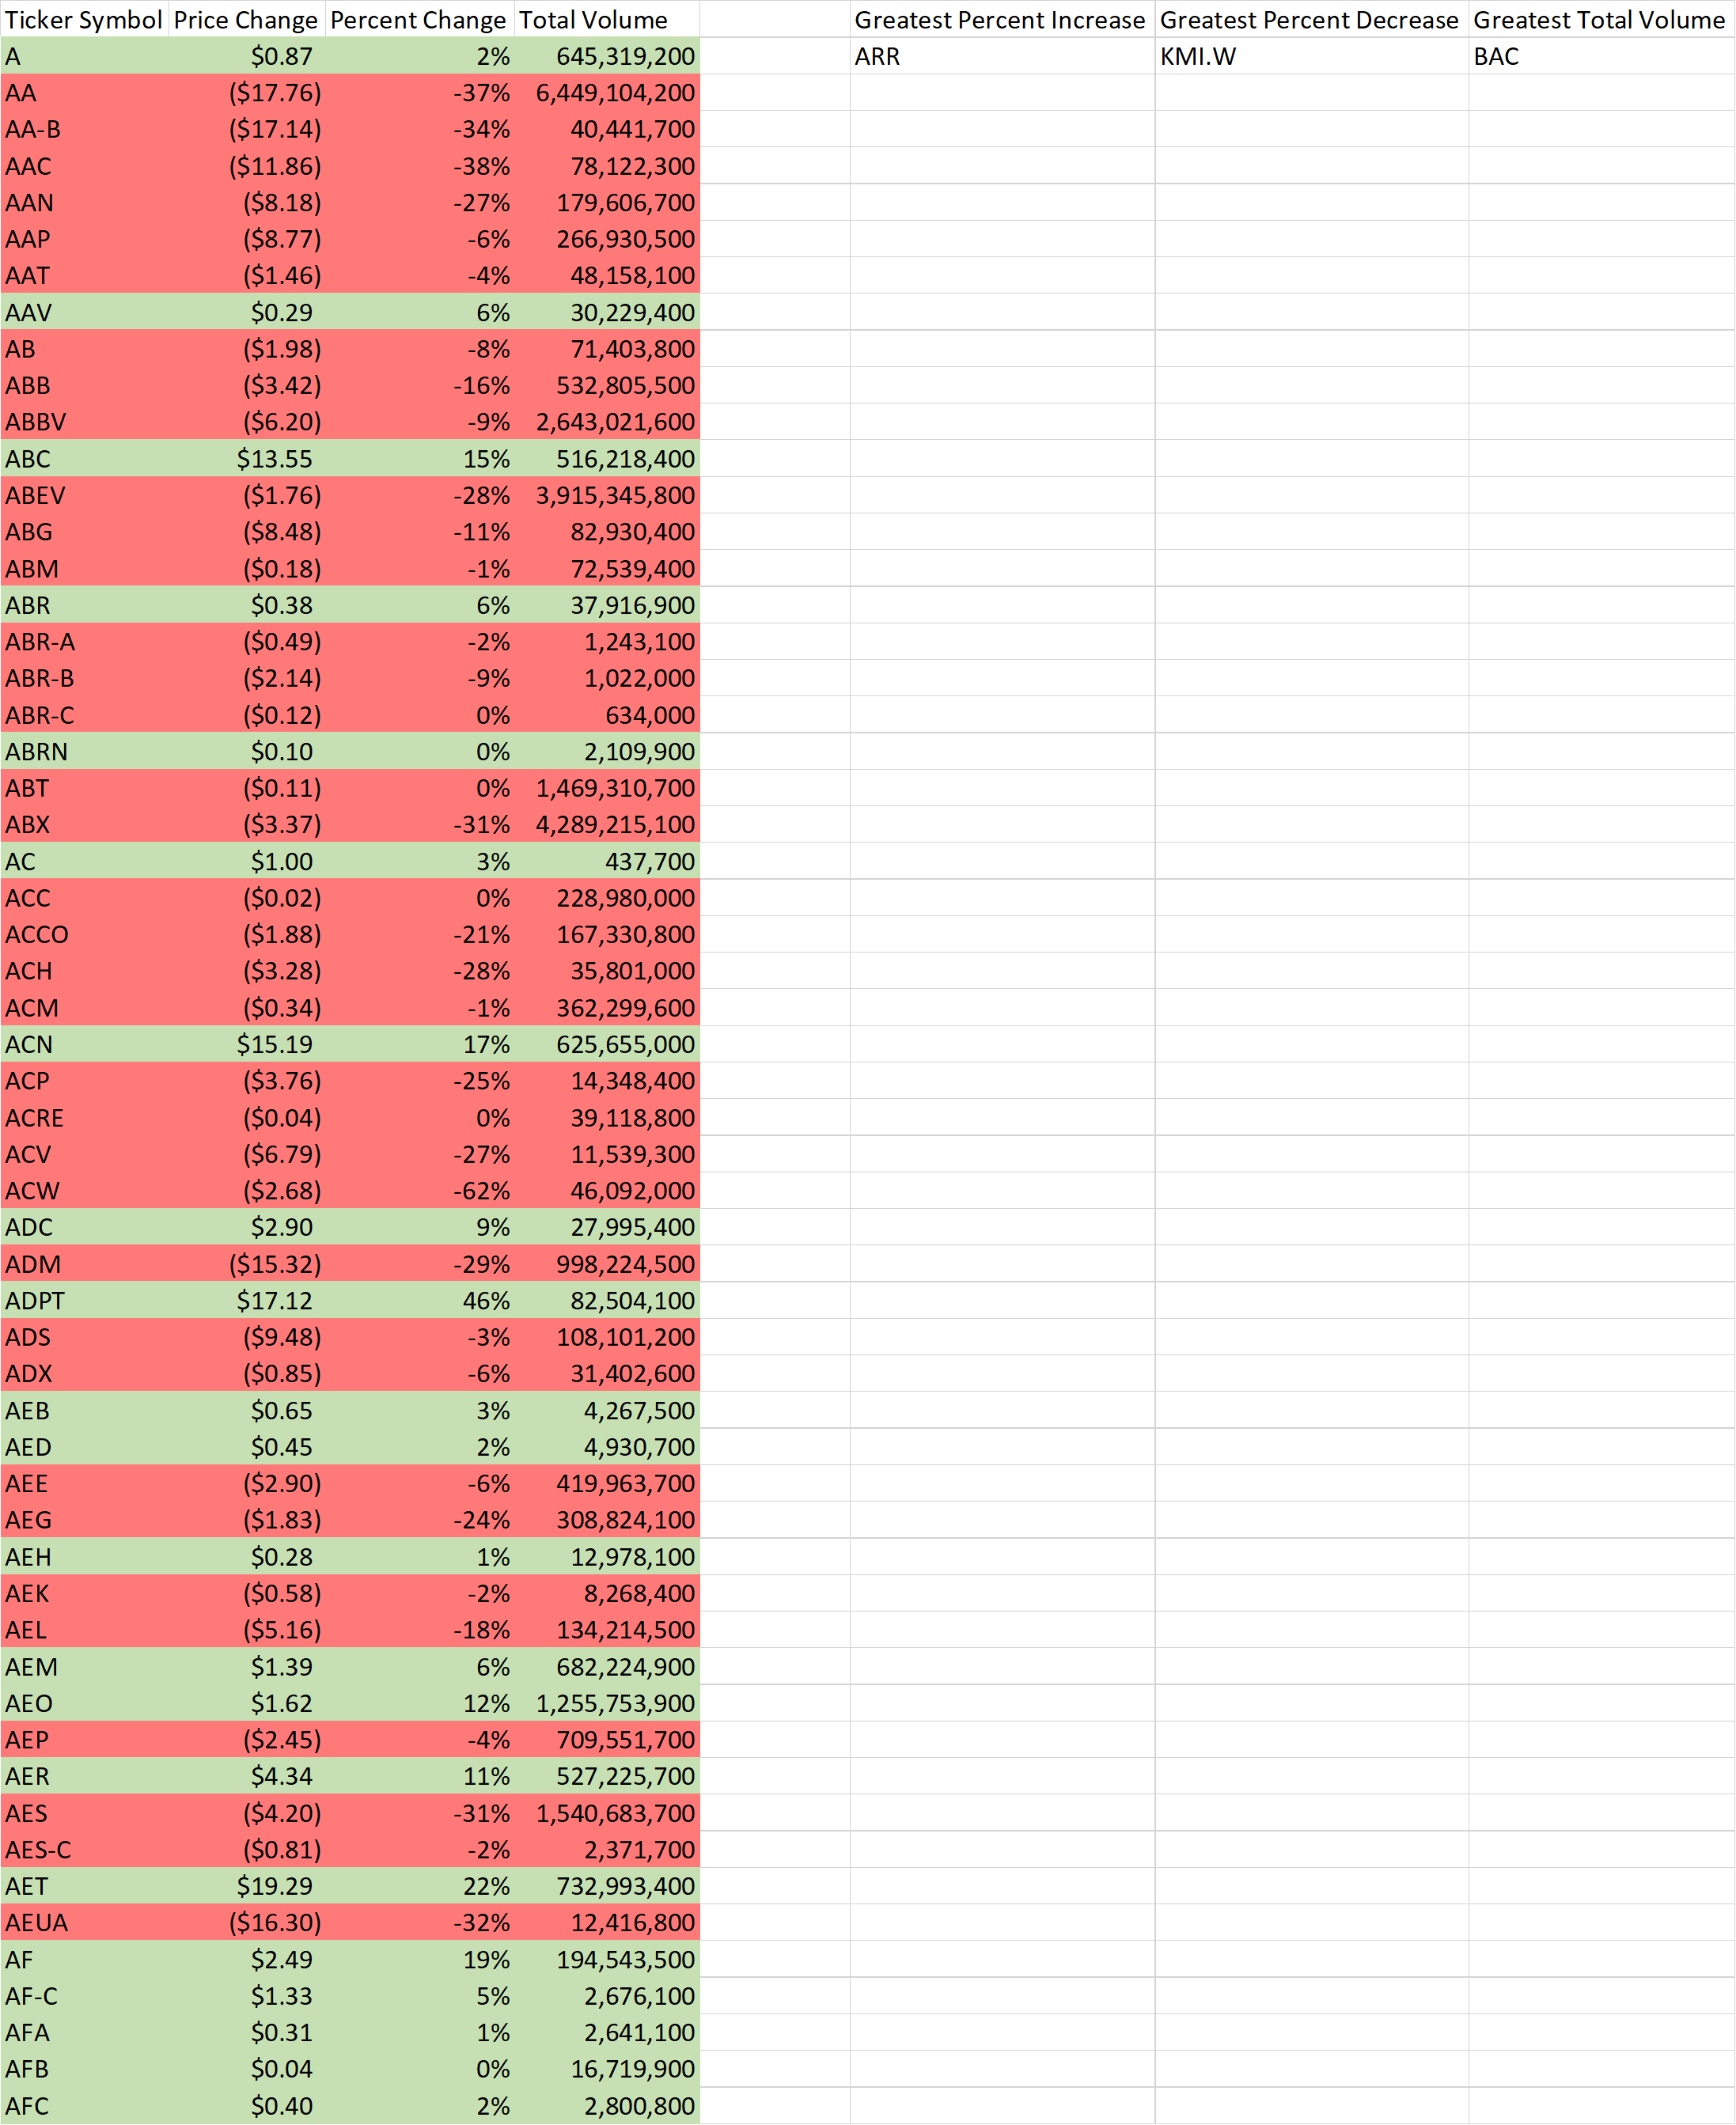 Ticker Symbol Price Change Percent Change Total Volume Greatest Percent Increase Greatest Percent Decrease Greatest Total Volume
A $0.87 2% 645,319,200 ARR KMI.W BAC
AA ($17.76) -37% 6,449,104,200
AA-B ($17.14) -34% 40,441,700
AAC ($11.86) -38% 78,122,300
AAN ($8.18) -27% 179,606,700
AAP ($8.77) -6% 266,930,500
AAT ($1.46) -4% 48,158,100
AAV $0.29 6% 30,229,400
AB ($1.98) -8% 71,403,800
ABB ($3.42) -16% 532,805,500
ABBV ($6.20) -9% 2,643,021,600
ABC $13.55 15% 516,218,400
ABEV ($1.76) -28% 3,915,345,800
ABG ($8.48) -11% 82,930,400
ABM ($0.18) -1% 72,539,400
ABR $0.38 6% 37,916,900
ABR-A ($0.49) -2% 1,243,100
ABR-B ($2.14) -9% 1,022,000
ABR-C ($0.12) 0% 634,000
ABRN $0.10 0% 2,109,900
ABT ($0.11) 0% 1,469,310,700
ABX ($3.37) -31% 4,289,215,100
AC $1.00 3% 437,700
ACC ($0.02) 0% 228,980,000
ACCO ($1.88) -21% 167,330,800
ACH ($3.28) -28% 35,801,000
ACM ($0.34) -1% 362,299,600
ACN $15.19 17% 625,655,000
ACP ($3.76) -25% 14,348,400
ACRE ($0.04) 0% 39,118,800
ACV ($6.79) -27% 11,539,300
ACW ($2.68) -62% 46,092,000
ADC $2.90 9% 27,995,400
ADM ($15.32) -29% 998,224,500
ADPT $17.12 46% 82,504,100
ADS ($9.48) -3% 108,101,200
ADX ($0.85) -6% 31,402,600
AEB $0.65 3% 4,267,500
AED $0.45 2% 4,930,700
AEE ($2.90) -6% 419,963,700
AEG ($1.83) -24% 308,824,100
AEH $0.28 1% 12,978,100
AEK ($0.58) -2% 8,268,400
AEL ($5.16) -18% 134,214,500
AEM $1.39 6% 682,224,900
AEO $1.62 12% 1,255,753,900
AEP ($2.45) -4% 709,551,700
AER $4.34 11% 527,225,700
AES ($4.20) -31% 1,540,683,700
AES-C ($0.81) -2% 2,371,700
AET $19.29 22% 732,993,400
AEUA ($16.30) -32% 12,416,800
AF $2.49 19% 194,543,500
AF-C $1.33 5% 2,676,100
AFA $0.31 1% 2,641,100
AFB $0.04 0% 16,719,900
AFC $0.40 2% 2,800,800